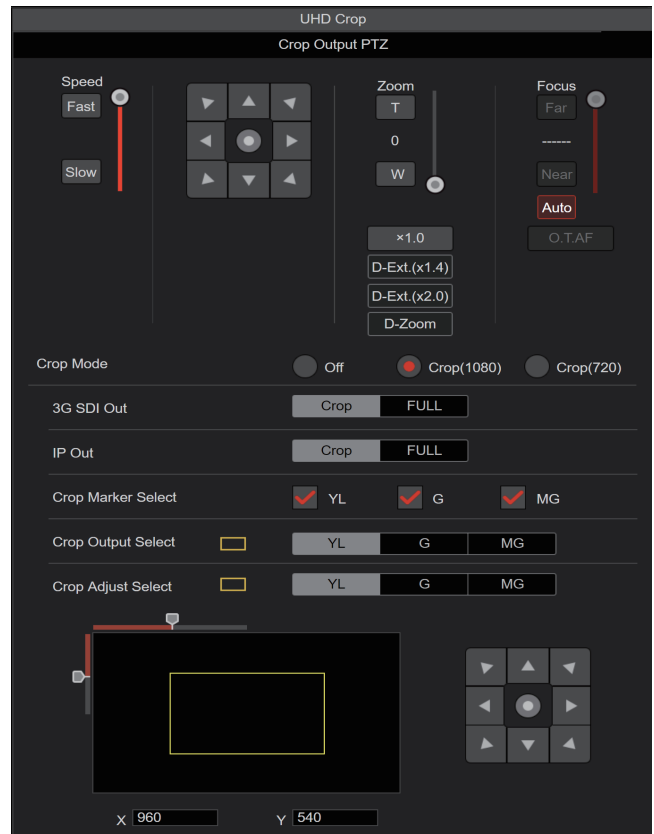 UHD Crop
Crop Output PTZ
Speed
Fast
Slow
Zoom
T
0
W
×1.0
D-Ext.(x1.4)
D-Ext.(x2.0)
D-Zoom
Focus
Far
------
Near
Auto
O.T.AF
Crop Mode Off Crop(1080) Crop(720)
3G SDI Out Crop FULL
IP Out Crop FULL
Crop Marker Select YL G MG
Crop Output Select YL G MG
Crop Adjust Select YL G MG
X 960 Y 540